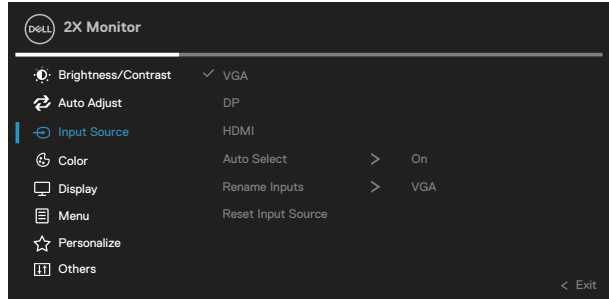 DELL 2X Monitor
Brightness/Contrast ✓ VGA
Auto Adjust DP
Input Source HDMI
Color Auto Select > On
Display Rename Inputs > VGA
Menu Reset Input Source
Personalize
Others
< Exit